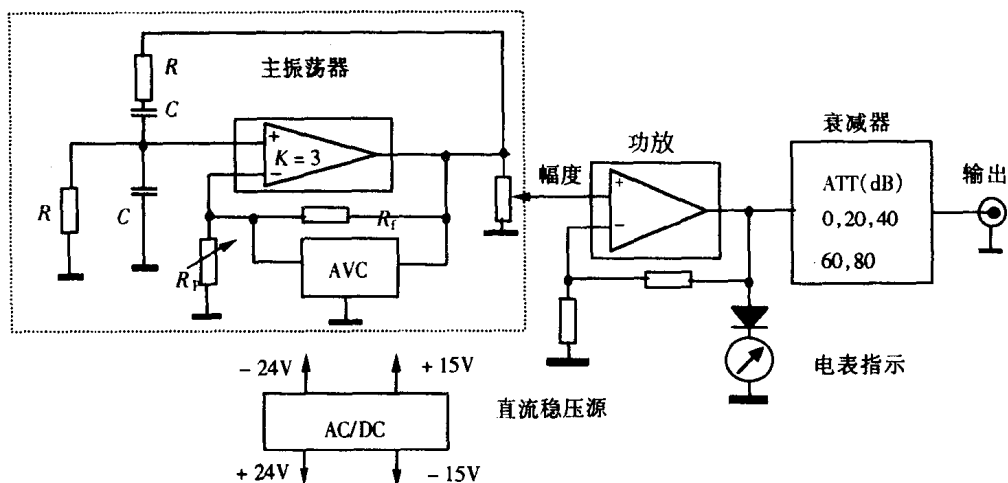 R
主振荡器
C
+
K = 3
−
R
C
R_f
R_P
AVC
幅度
功放
+
−
衰减器
ATT(dB)
0,20,40
60,80
输出
电表指示
− 24V
+ 15V
AC/DC
直流稳压源
+ 24V
− 15V